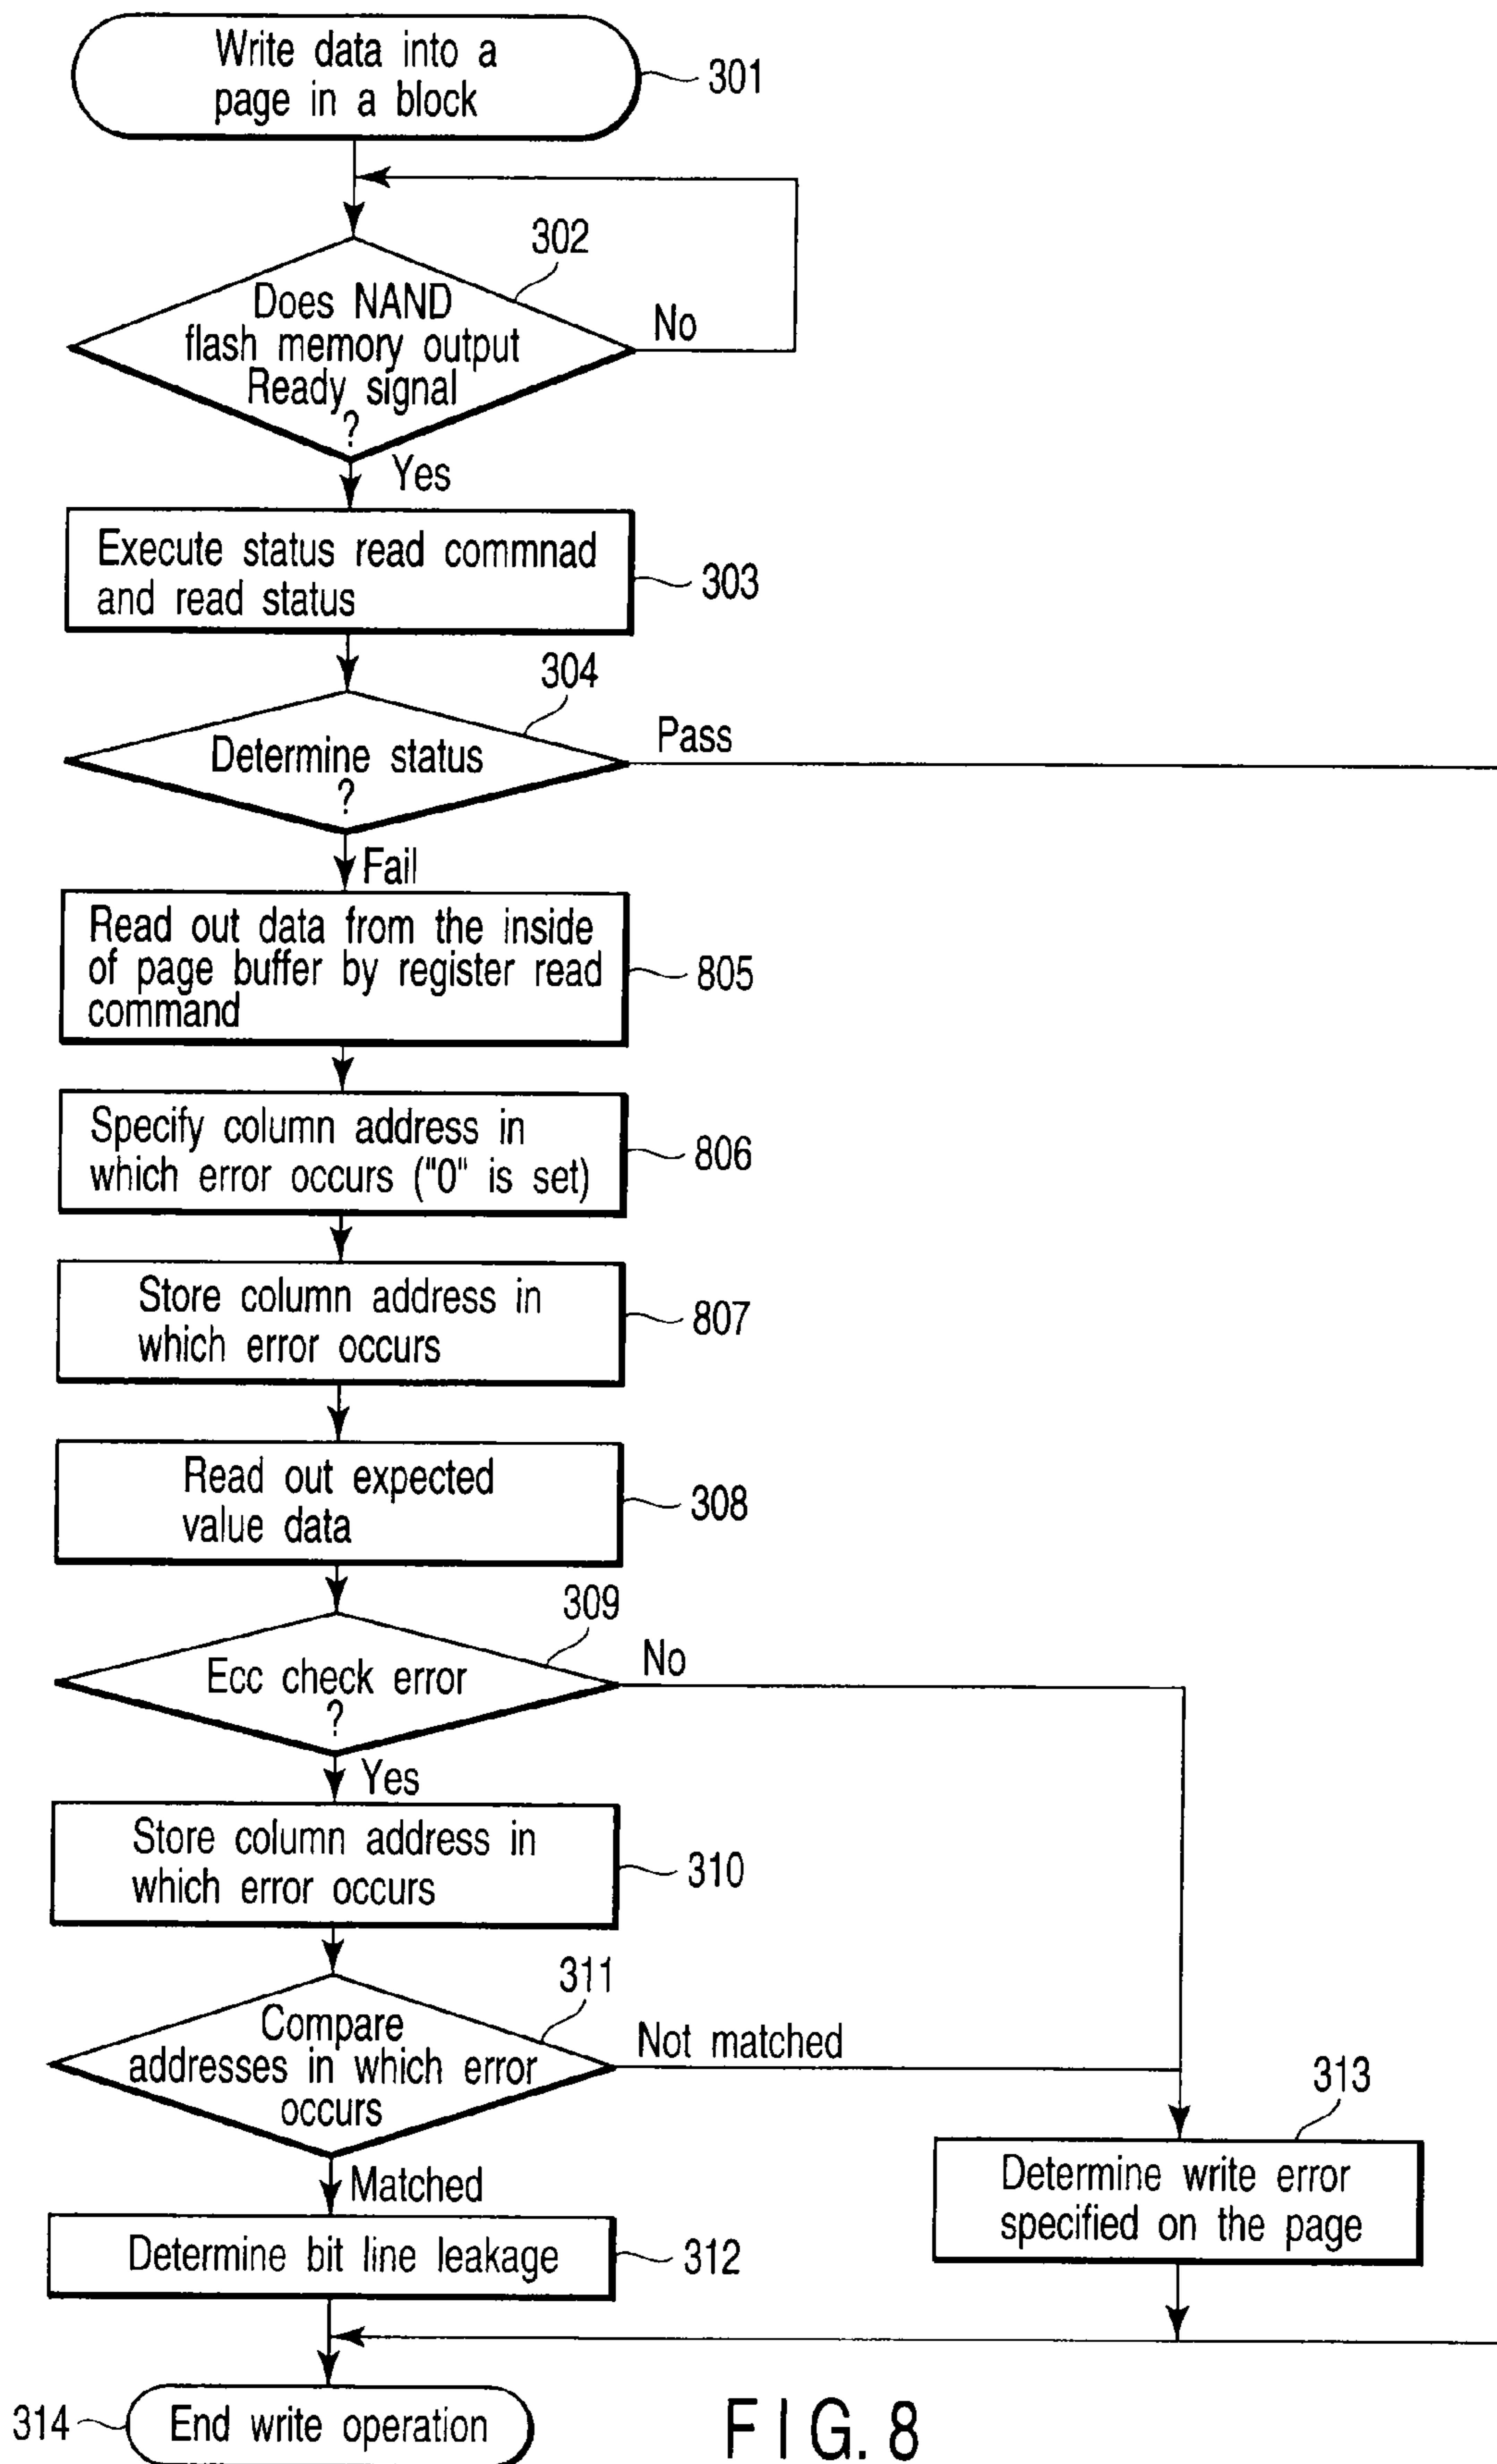 Write data into a
page in a block
301
302
Does NAND
flash memory output
Ready signal
?
No
Yes
Execute status read commnad
and read status
303
304
Determine status
?
Pass
Fail
Read out data from the inside
of page buffer by register read
command
805
Specify column address in
which error occurs ("0" is set)
806
Store column address in
which error occurs
807
Read out expected
value data
308
309
Ecc check error
?
No
Yes
Store column address in
which error occurs
310
311
Compare
addresses in which error
occurs
Not matched
Matched
313
Determine write error
specified on the page
Determine bit line leakage
312
314
End write operation
FIG. 8